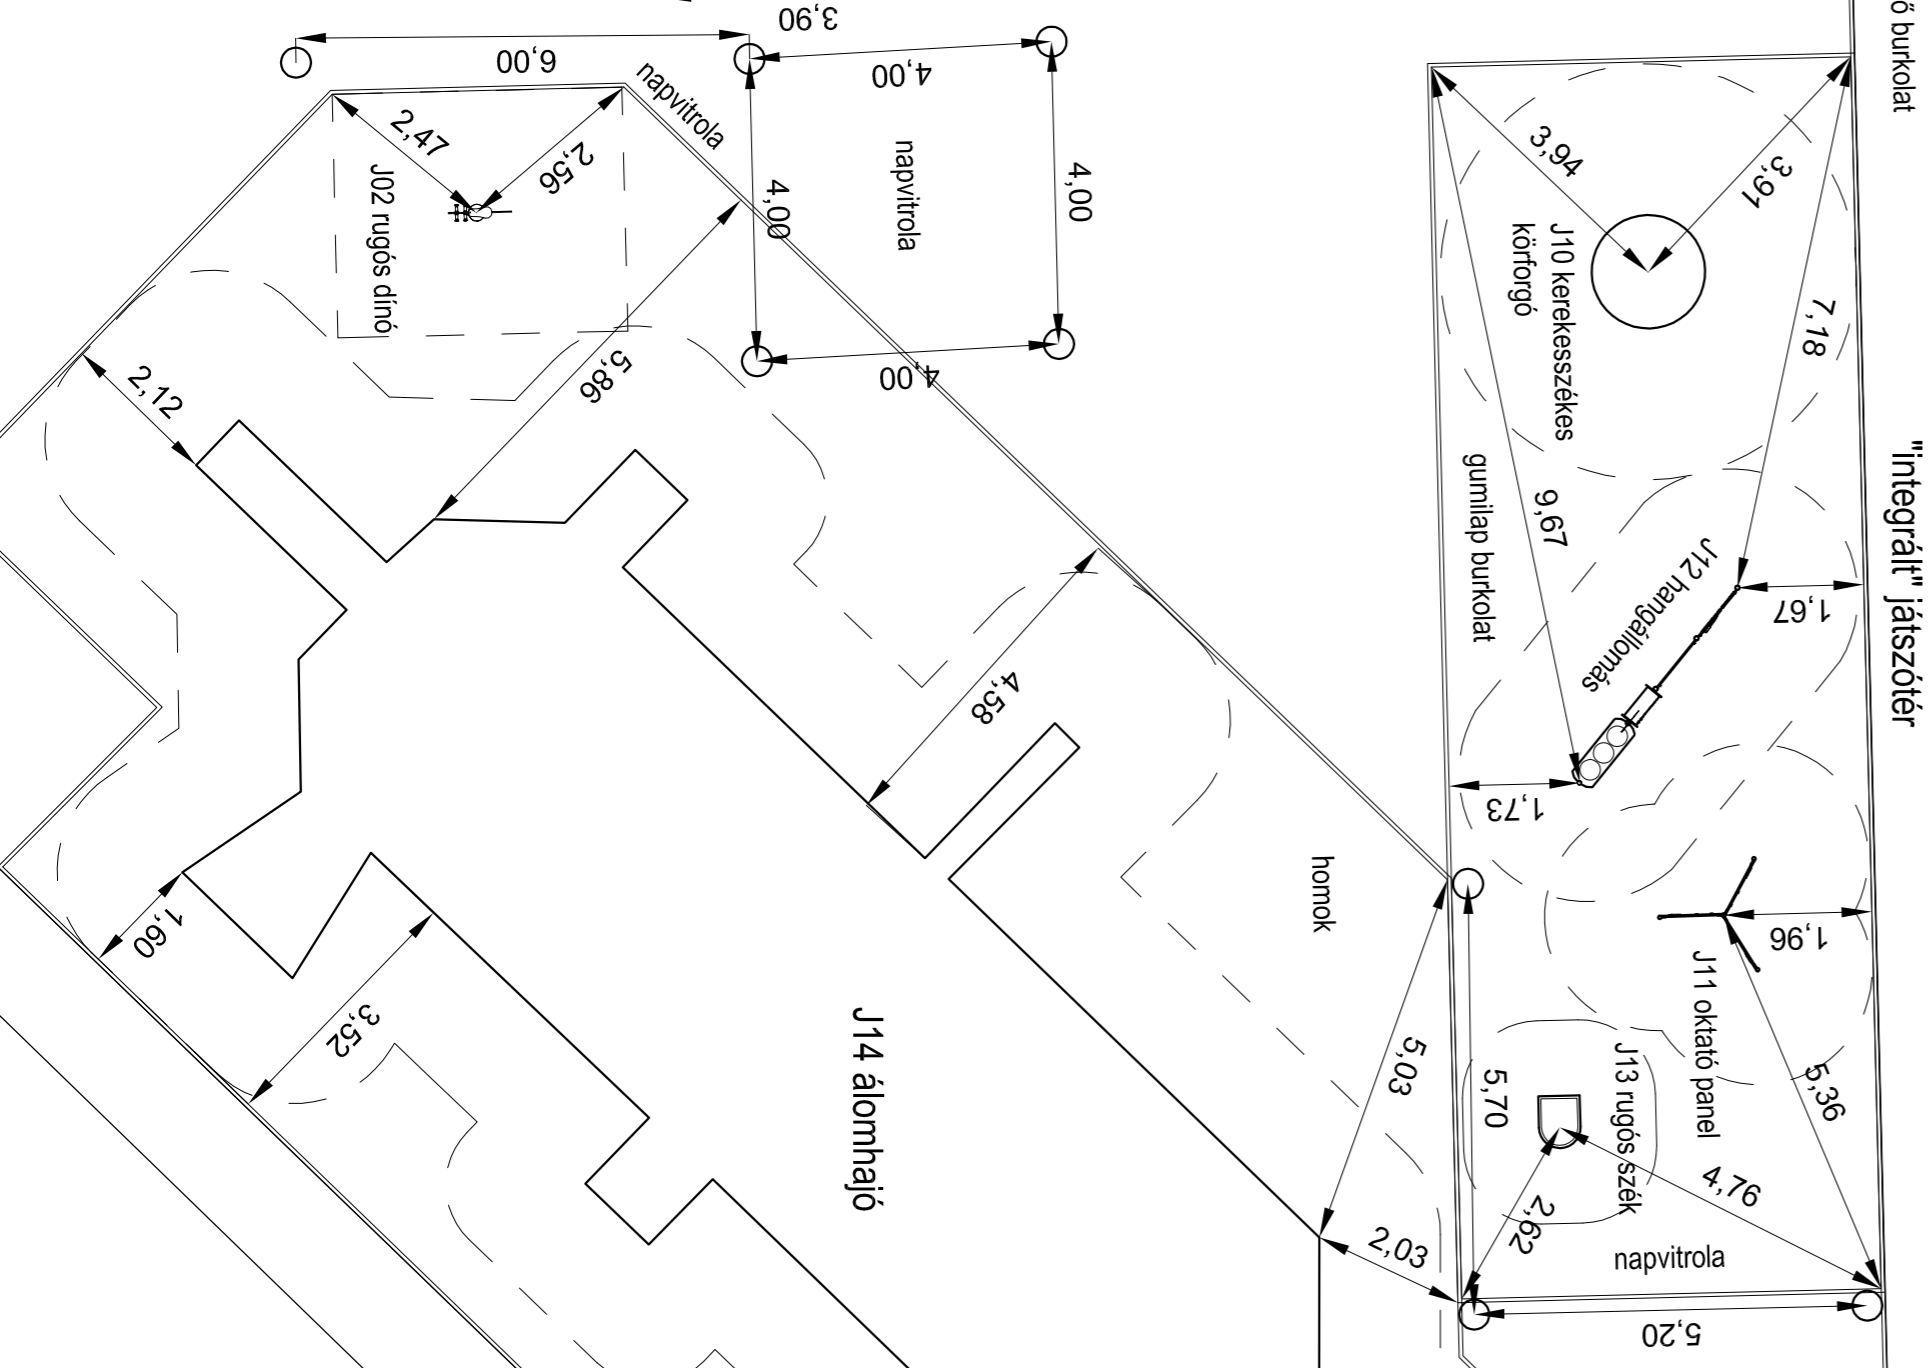 3,90
6,00
4,00
napvitrola
2,47
2,56
J02 rugós dínó
4,00
napvitrola
4,00
4,00
5,86
2,12
4,58
1,60
3,52
J14 álomhajó
homok
5,03
2,03
ő burkolat
"integrált" játszótér
3,94
3,91
J10 kerekesszékes
körforgó
7,18
9,67
gumilap burkolat
J12 hangállomás
1,67
1,73
1,96
J11 oktató panel
5,36
5,70
J13 rugós szék
4,76
2,62
napvitrola
5,20